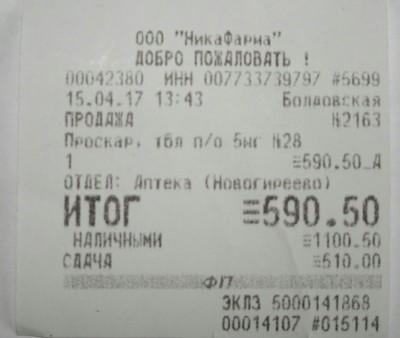 ООО "НикаФарма"
ДОБРО ПОЖАЛОВАТЬ !
00042380 ИНН 007733739797 #5699
15.04.17 13:43 Болдовская
ПРОДАЖА №2163
Проскар, тбл п/о 5мг №28
1 ≡590.50_А
ОТДЕЛ: Аптека (Новогиреево)
ИТОГ ≡590.50
НАЛИЧНЫМИ ≡1100.50
СДАЧА ≡510.00
ФП
ЭКЛЗ 5000141868
00014107 #015114